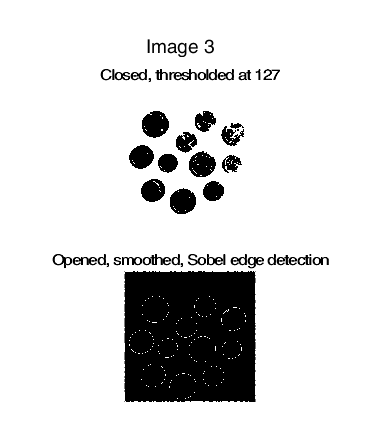 Image 3
Closed, thresholded at 127
Opened, smoothed, Sobel edge detection